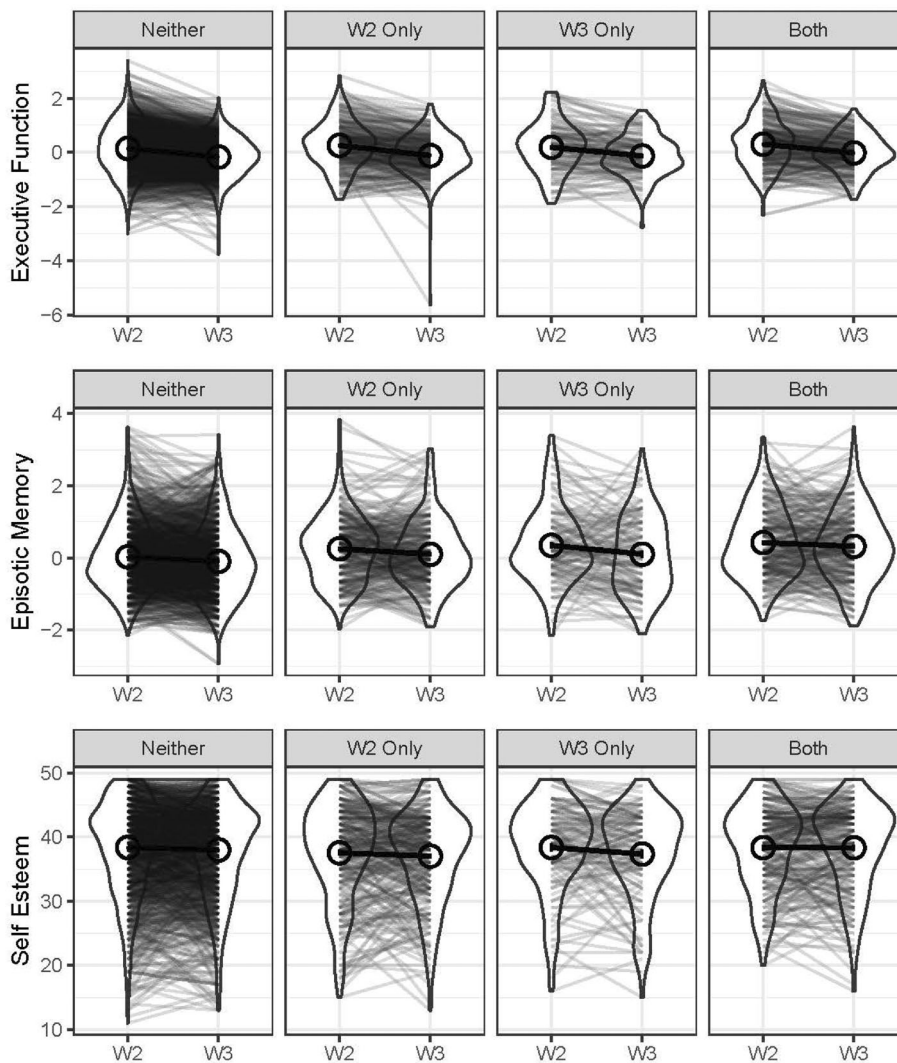 Neither W2 Only W3 Only Both
Executive Function
2
0
−2
−4
−6
W2 W3 W2 W3 W2 W3 W2 W3
Neither W2 Only W3 Only Both
Episotic Memory
4
2
0
−2
W2 W3 W2 W3 W2 W3 W2 W3
Neither W2 Only W3 Only Both
Self Esteem
50
40
30
20
10
W2 W3 W2 W3 W2 W3 W2 W3